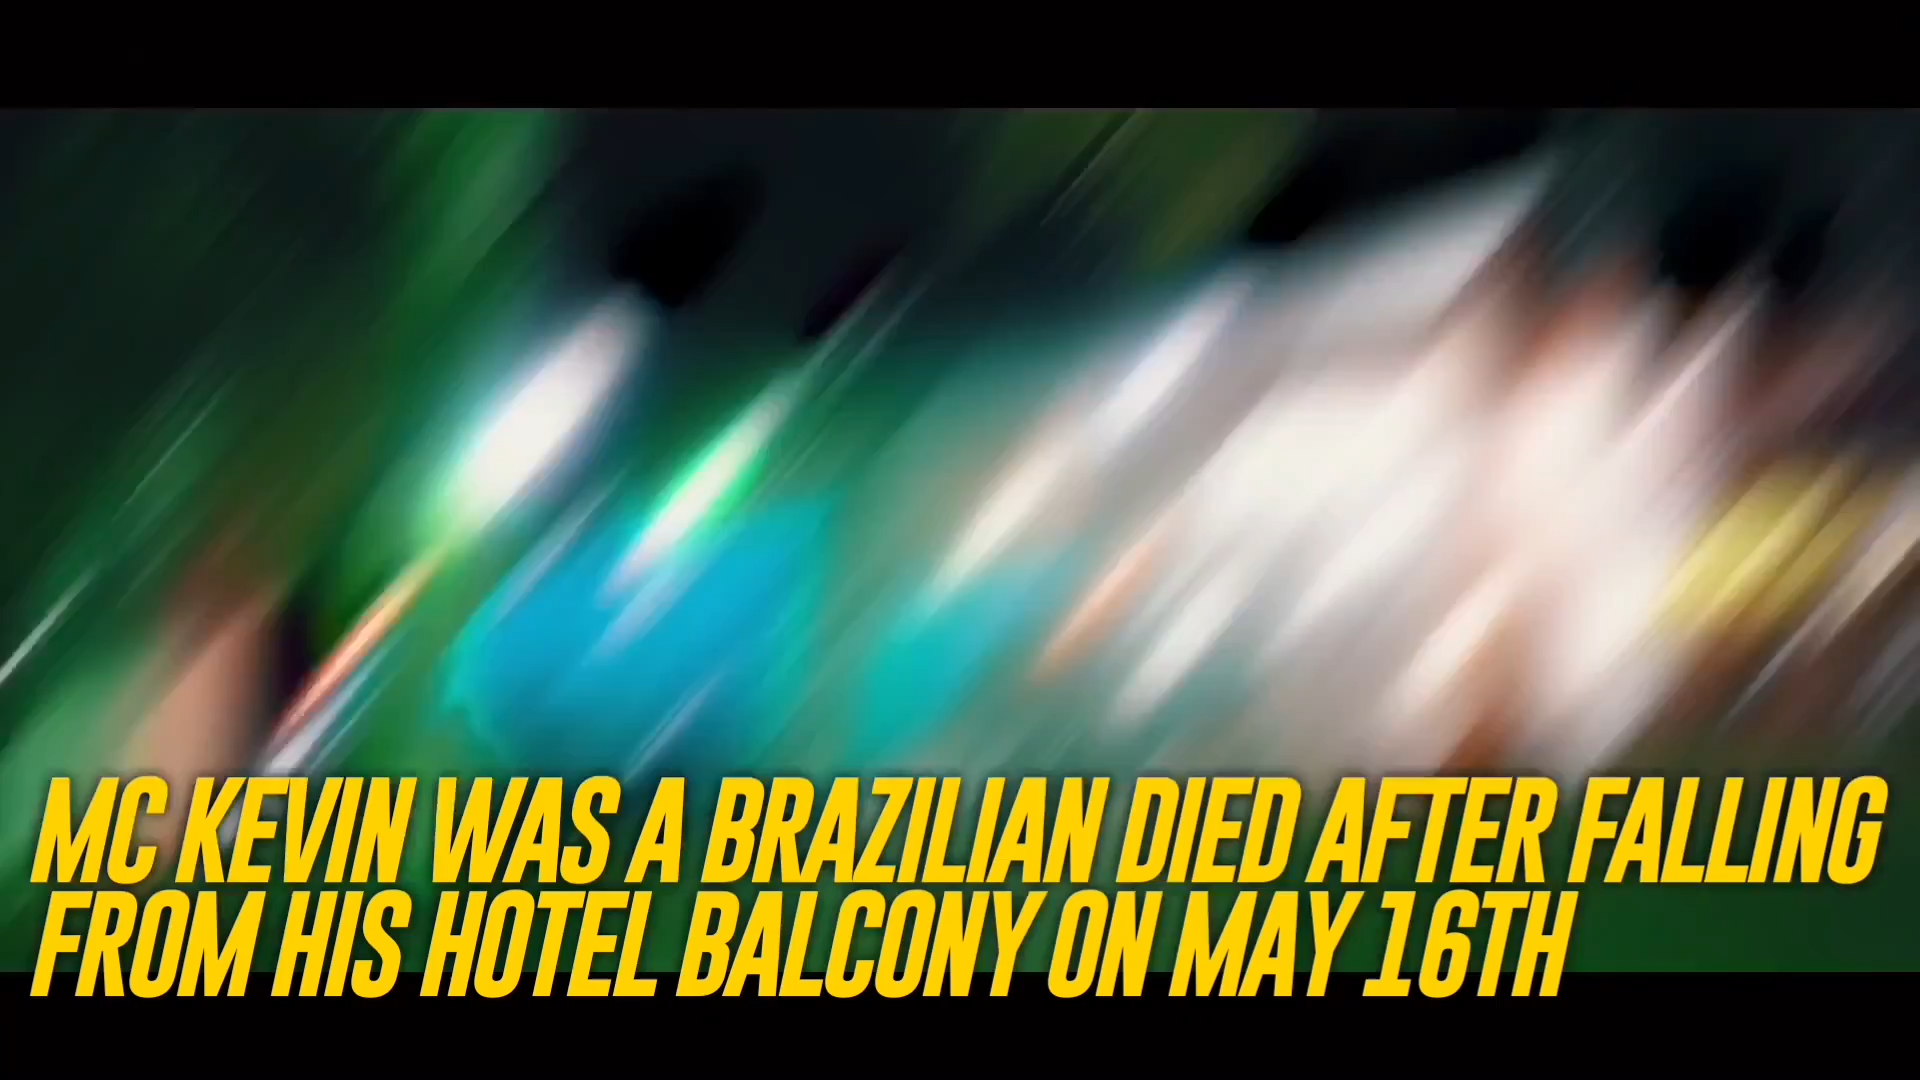 MC KEVIN WAS A BRAZILIAN DIED AFTER FALLING
FROM HIS HOTEL BALCONY ON MAY 16TH